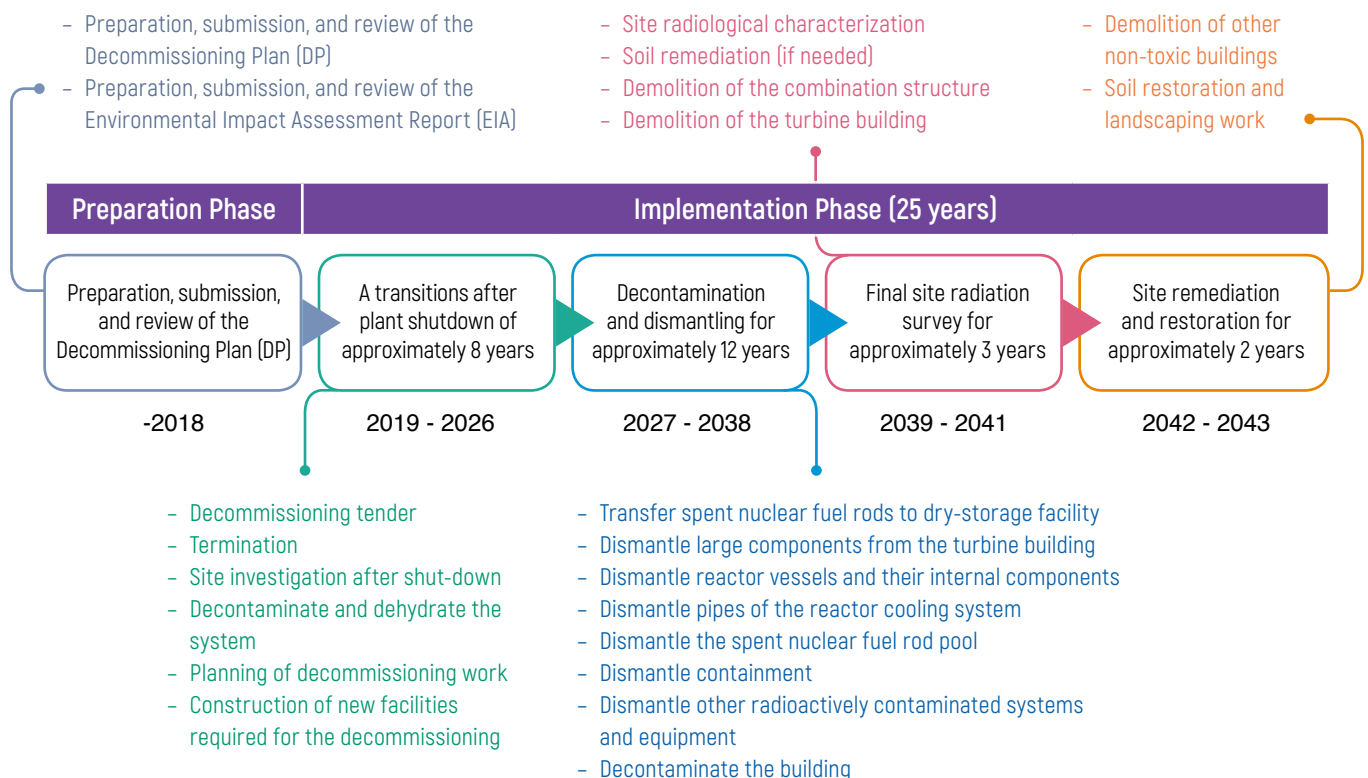 – Preparation, submission, and review of the
Decommissioning Plan (DP)
– Preparation, submission, and review of the
Environmental Impact Assessment Report (EIA)
– Site radiological characterization
– Soil remediation (if needed)
– Demolition of the combination structure
– Demolition of the turbine building
– Demolition of other
non-toxic buildings
– Soil restoration and
landscaping work
Preparation Phase
Implementation Phase (25 years)
Preparation, submission,
and review of the
Decommissioning Plan (DP)
A transitions after
plant shutdown of
approximately 8 years
Decontamination
and dismantling for
approximately 12 years
Final site radiation
survey for
approximately 3 years
Site remediation
and restoration for
approximately 2 years
-2018
2019 - 2026
2027 - 2038
2039 - 2041
2042 - 2043
– Decommissioning tender
– Termination
– Site investigation after shut-down
– Decontaminate and dehydrate the
system
– Planning of decommissioning work
– Construction of new facilities
required for the decommissioning
– Transfer spent nuclear fuel rods to dry-storage facility
– Dismantle large components from the turbine building
– Dismantle reactor vessels and their internal components
– Dismantle pipes of the reactor cooling system
– Dismantle the spent nuclear fuel rod pool
– Dismantle containment
– Dismantle other radioactively contaminated systems
and equipment
– Decontaminate the building